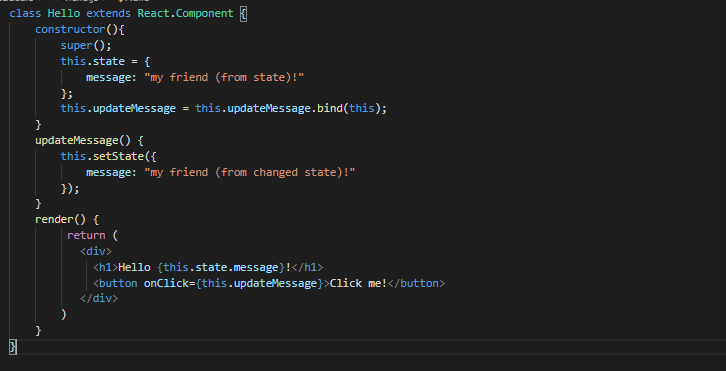 class Hello extends React.Component {
    constructor(){
        super();
        this.state = {
            message: "my friend (from state)!"
        };
        this.updateMessage = this.updateMessage.bind(this);
    }
    updateMessage() {
        this.setState({
            message: "my friend (from changed state)!"
        });
    }
    render() {
         return (
           <div>
             <h1>Hello {this.state.message}!</h1>
             <button onClick={this.updateMessage}>Click me!</button>
           </div>
        )
    }
}